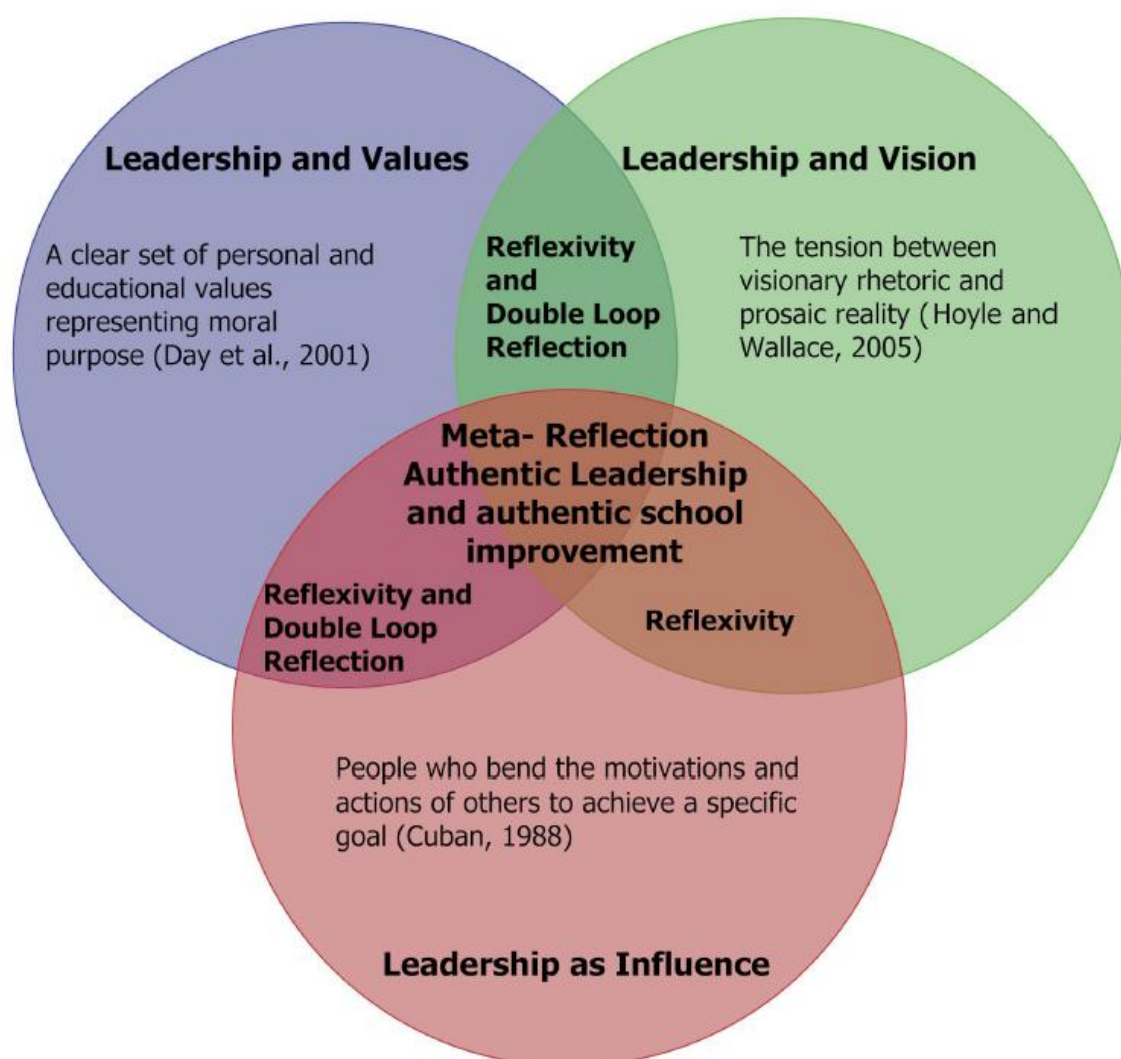 Leadership and Values
Leadership and Vision
A clear set of personal and
educational values
representing moral
purpose (Day et al., 2001)
Reflexivity
and
Double Loop
Reflection
The tension between
visionary rhetoric and
prosaic reality (Hoyle and
Wallace, 2005)
Meta- Reflection
Authentic Leadership
and authentic school
improvement
Reflexivity and
Double Loop
Reflection
Reflexivity
People who bend the motivations and
actions of others to achieve a specific
goal (Cuban, 1988)
Leadership as Influence